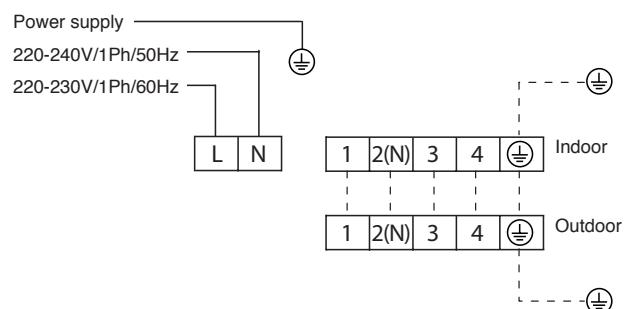 Power supply
220-240V/1Ph/50Hz
220-230V/1Ph/60Hz
L N
1 2(N) 3 4 Indoor
1 2(N) 3 4 Outdoor